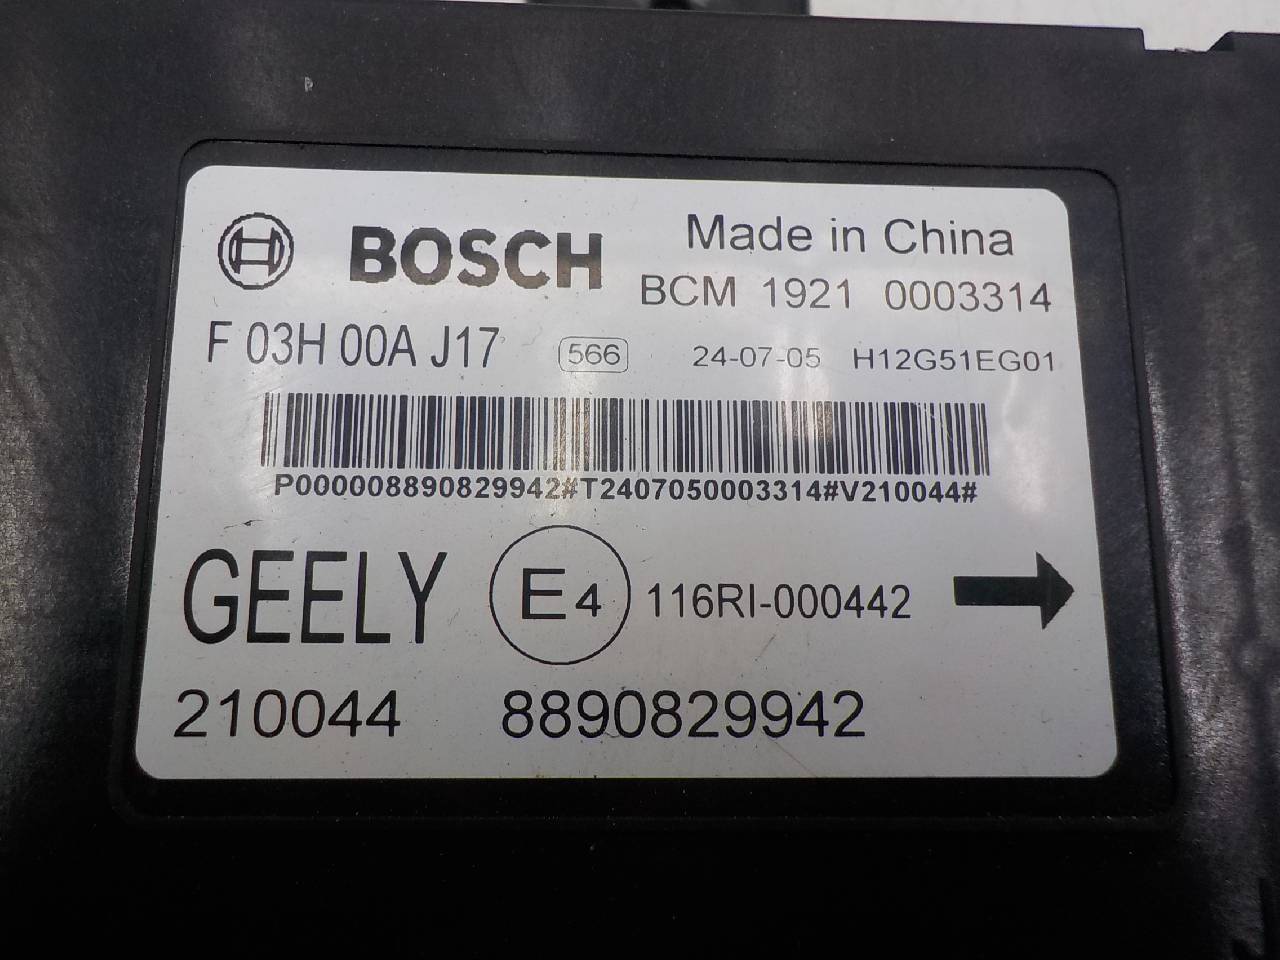 BOSCH Made in China
BCM 1921 0003314
F 03H 00A J17 566 24-07-05 H12G51EG01
P000008890829942#T2407050003314#V210044#
GEELY E4 116RI-000442
210044 8890829942